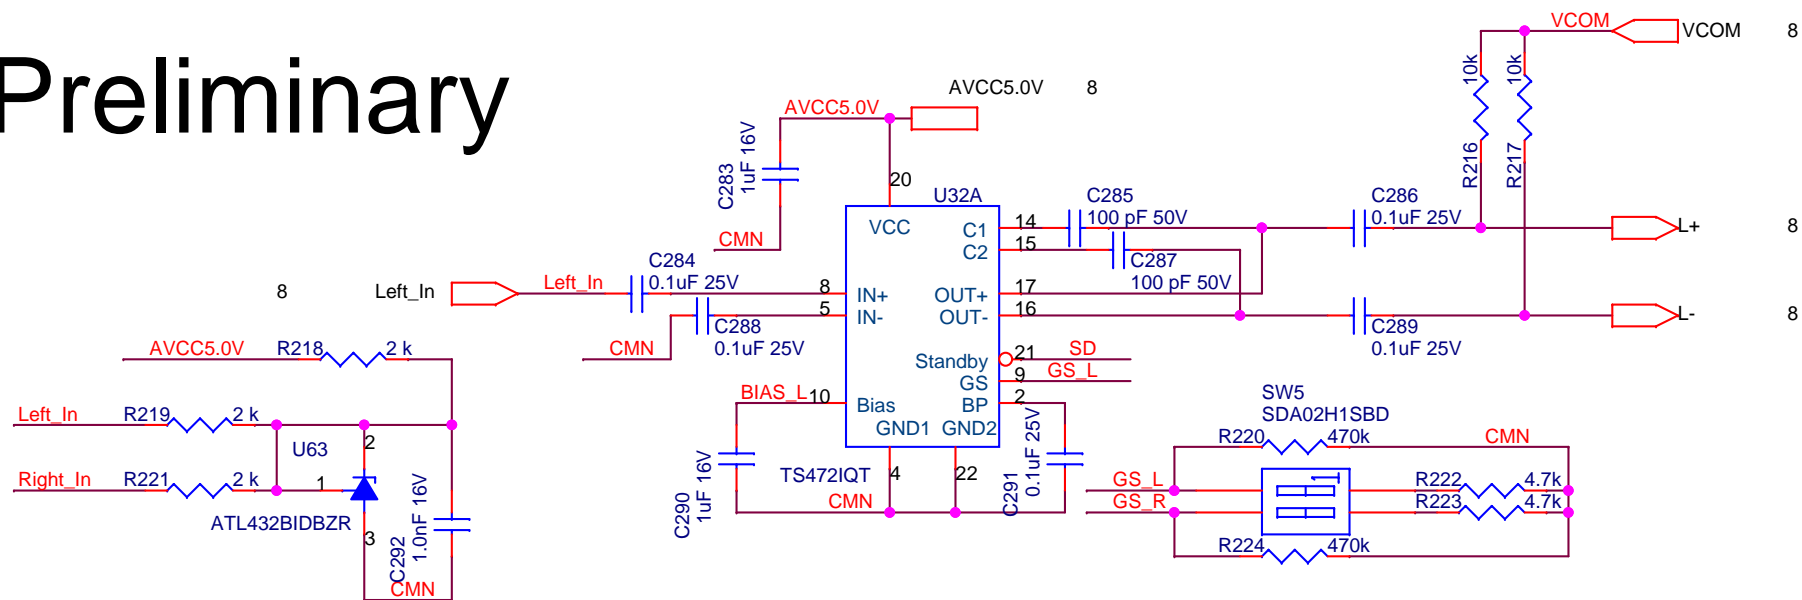 Preliminary
VCOM
VCOM 8
10k
10k
R216
R217
AVCC5.0V 8
AVCC5.0V
C283
1uF 16V
CMN
20
U32A
VCC
C1
C2
14
15
C285
100 pF 50V
C287
100 pF 50V
C286
0.1uF 25V
L+ 8
8 Left_In
Left_In
C284
0.1uF 25V
8
IN+
5
IN-
OUT+
17
OUT-
16
C288
0.1uF 25V
CMN
C289
0.1uF 25V
L- 8
Standby
21
SD
GS
9
GS_L
BIAS_L
10
Bias
BP
2
GND1 GND2
4
22
TS472IQT
CMN
C290
1uF 16V
C291
0.1uF 25V
AVCC5.0V R218 2 k
Left_In R219 2 k
U63
2
Right_In R221 2 k
1
ATL432BIDBZR
3
C292
1.0nF 16V
CMN
SW5
SDA02H1SBD
R220 470k CMN
GS_L
1
R222 4.7k
GS_R
R223 4.7k
R224 470k